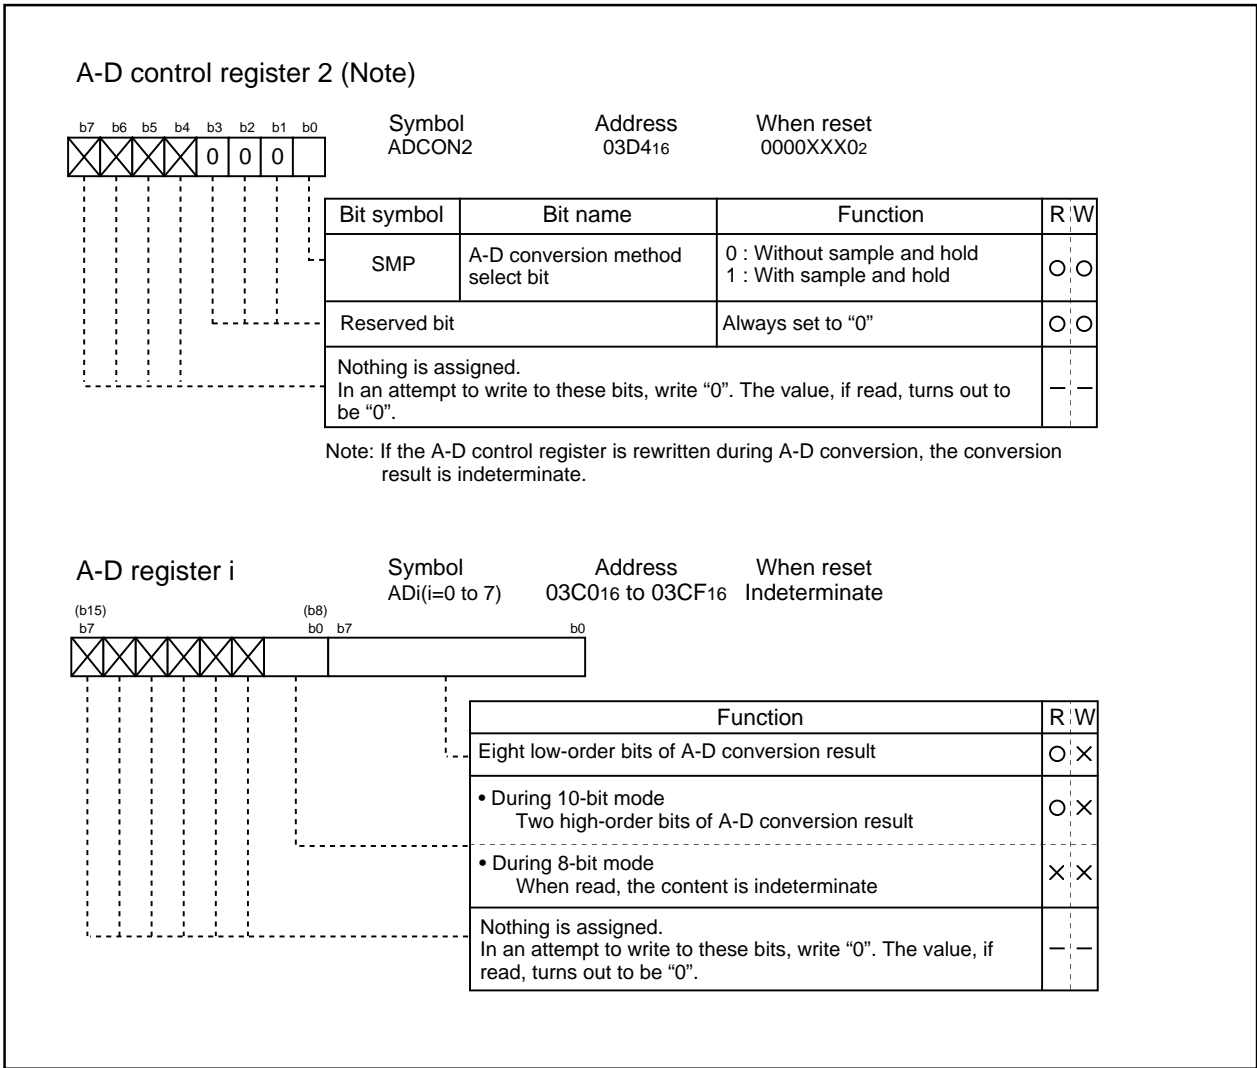 A-D control register 2 (Note)
b7 b6 b5 b4 b3 b2 b1 b0
Symbol Address When reset
ADCON2 03D416 0000XXX02
0 0 0
Bit symbol Bit name Function R W
SMP A-D conversion method select bit 0 : Without sample and hold
1 : With sample and hold
Reserved bit Always set to “0”
Nothing is assigned.
In an attempt to write to these bits, write “0”. The value, if read, turns out to
be “0”.
Note: If the A-D control register is rewritten during A-D conversion, the conversion
result is indeterminate.
A-D register i
Symbol Address When reset
ADi(i=0 to 7) 03C016 to 03CF16 Indeterminate
(b15) (b8)
b7 b0 b7 b0
Function R W
Eight low-order bits of A-D conversion result
• During 10-bit mode
Two high-order bits of A-D conversion result
• During 8-bit mode
When read, the content is indeterminate
Nothing is assigned.
In an attempt to write to these bits, write “0”. The value, if
read, turns out to be “0”.